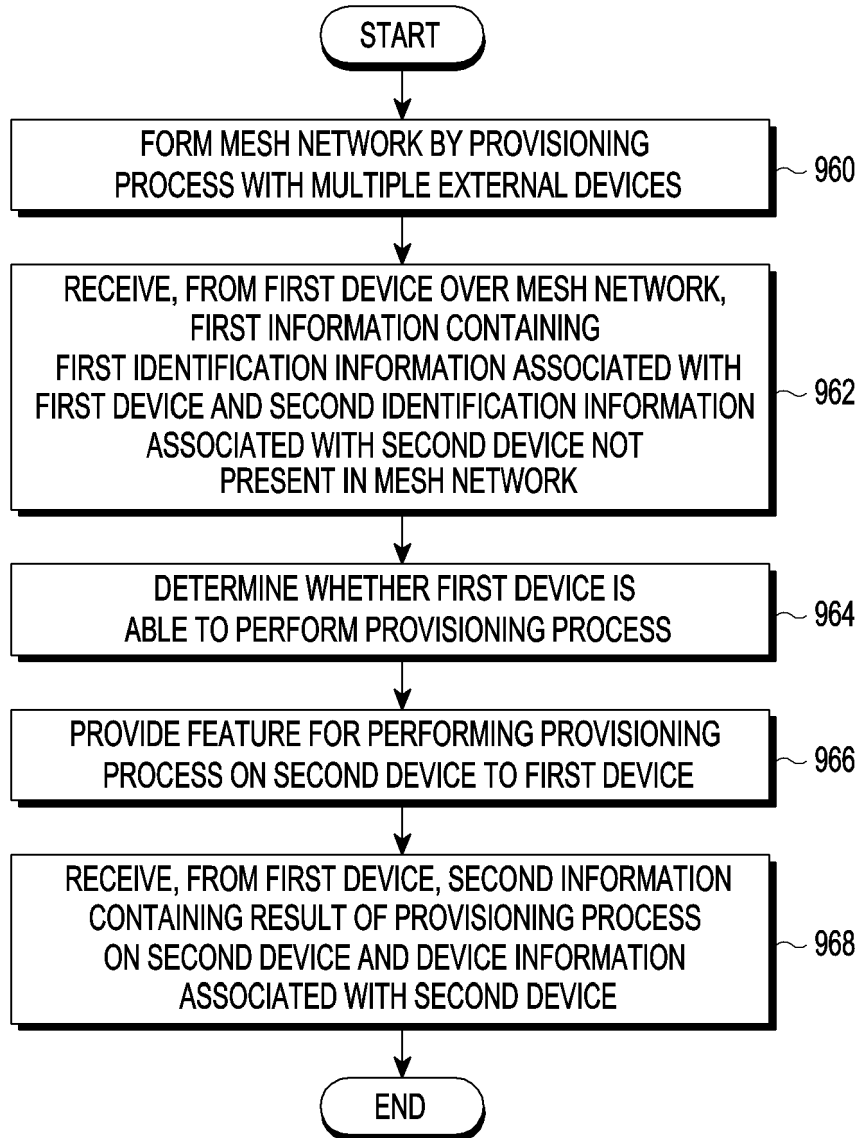 START
FORM MESH NETWORK BY PROVISIONING
PROCESS WITH MULTIPLE EXTERNAL DEVICES
960
RECEIVE, FROM FIRST DEVICE OVER MESH NETWORK,
FIRST INFORMATION CONTAINING
FIRST IDENTIFICATION INFORMATION ASSOCIATED WITH
FIRST DEVICE AND SECOND IDENTIFICATION INFORMATION
ASSOCIATED WITH SECOND DEVICE NOT
PRESENT IN MESH NETWORK
962
DETERMINE WHETHER FIRST DEVICE IS
ABLE TO PERFORM PROVISIONING PROCESS
964
PROVIDE FEATURE FOR PERFORMING PROVISIONING
PROCESS ON SECOND DEVICE TO FIRST DEVICE
966
RECEIVE, FROM FIRST DEVICE, SECOND INFORMATION
CONTAINING RESULT OF PROVISIONING PROCESS
ON SECOND DEVICE AND DEVICE INFORMATION
ASSOCIATED WITH SECOND DEVICE
968
END